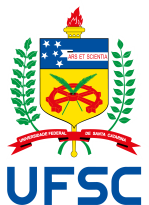 ARS ET SCIENTIA
UNIVERSIDADE FEDERAL DE SANTA CATARINA
UFSC